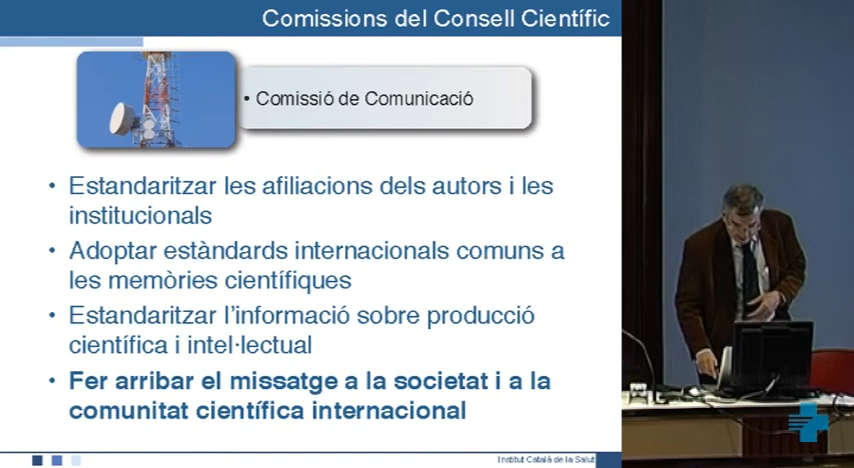 Comissions del Consell Científic
• Comissió de Comunicació
• Estandaritzar les afiliacions dels autors i les
institucionals
• Adoptar estàndards internacionals comuns a
les memòries científiques
• Estandaritzar l'informació sobre producció
científica i intel·lectual
• Fer arribar el missatge a la societat i a la
comunitat científica internacional
Institut Català de la Salut